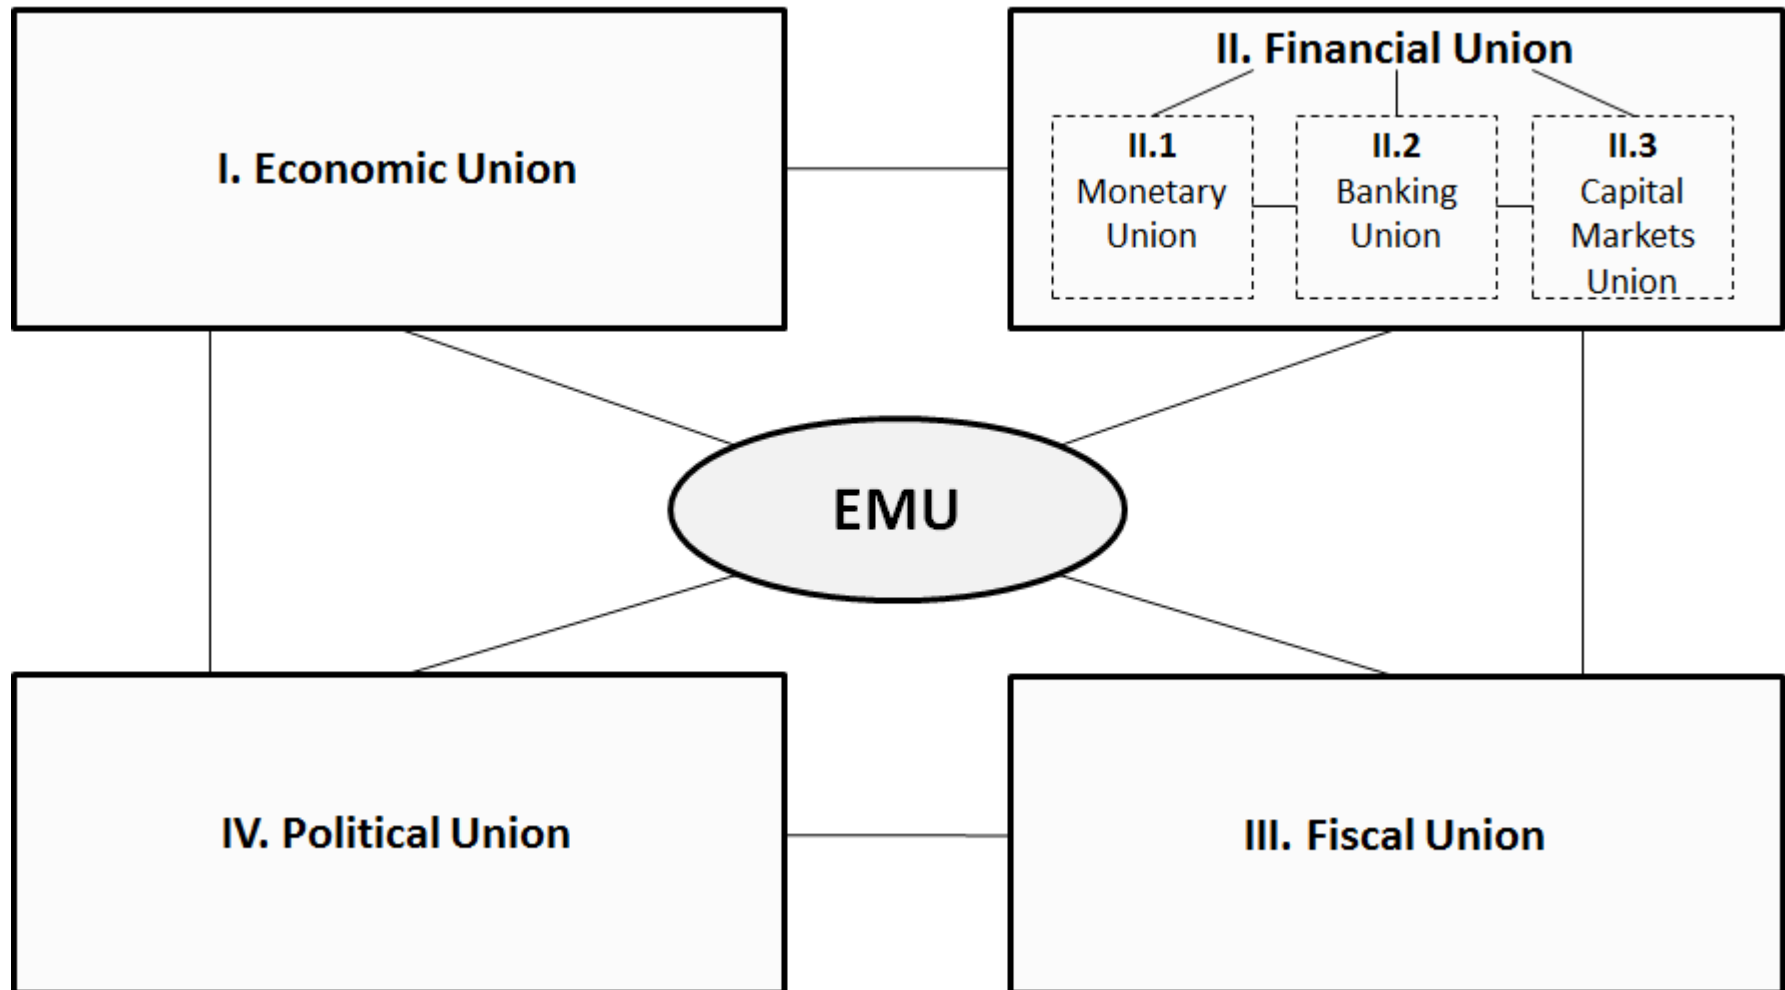 I. Economic Union
II. Financial Union
II.1
Monetary
Union
II.2
Banking
Union
II.3
Capital
Markets
Union
EMU
IV. Political Union
III. Fiscal Union